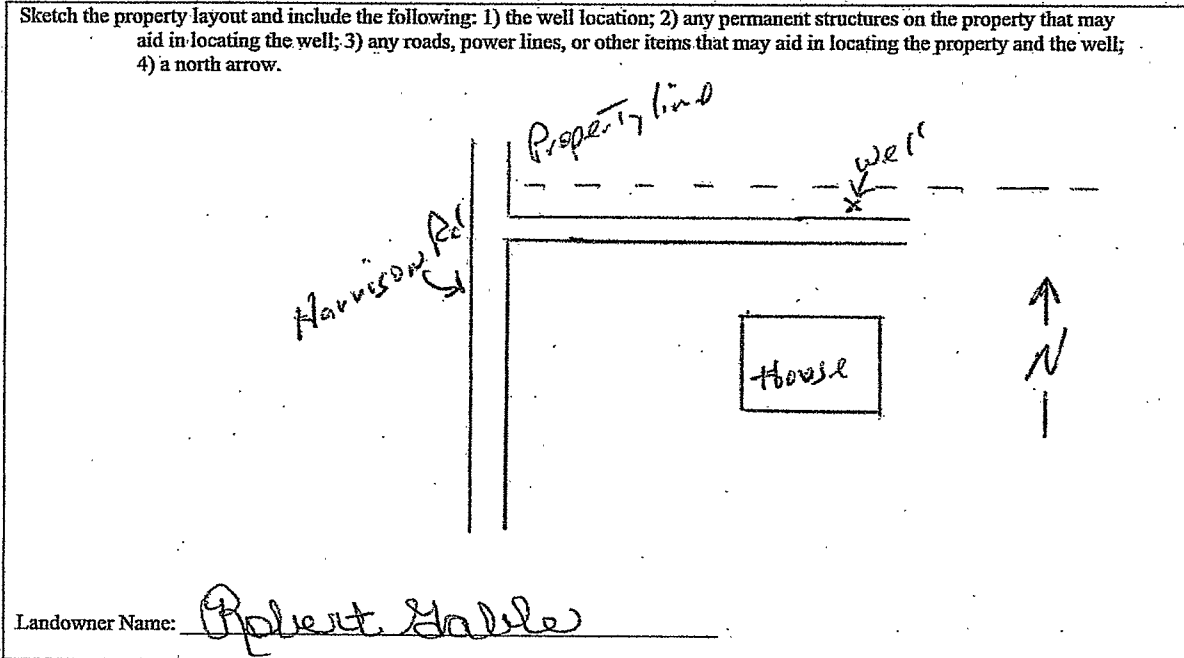 Sketch the property layout and include the following: 1) the well location; 2) any permanent structures on the property that may
aid in locating the well; 3) any roads, power lines, or other items that may aid in locating the property and the well;
4) a north arrow.
Property line
Well
Harrison Rd
House
N
Landowner Name: Robert